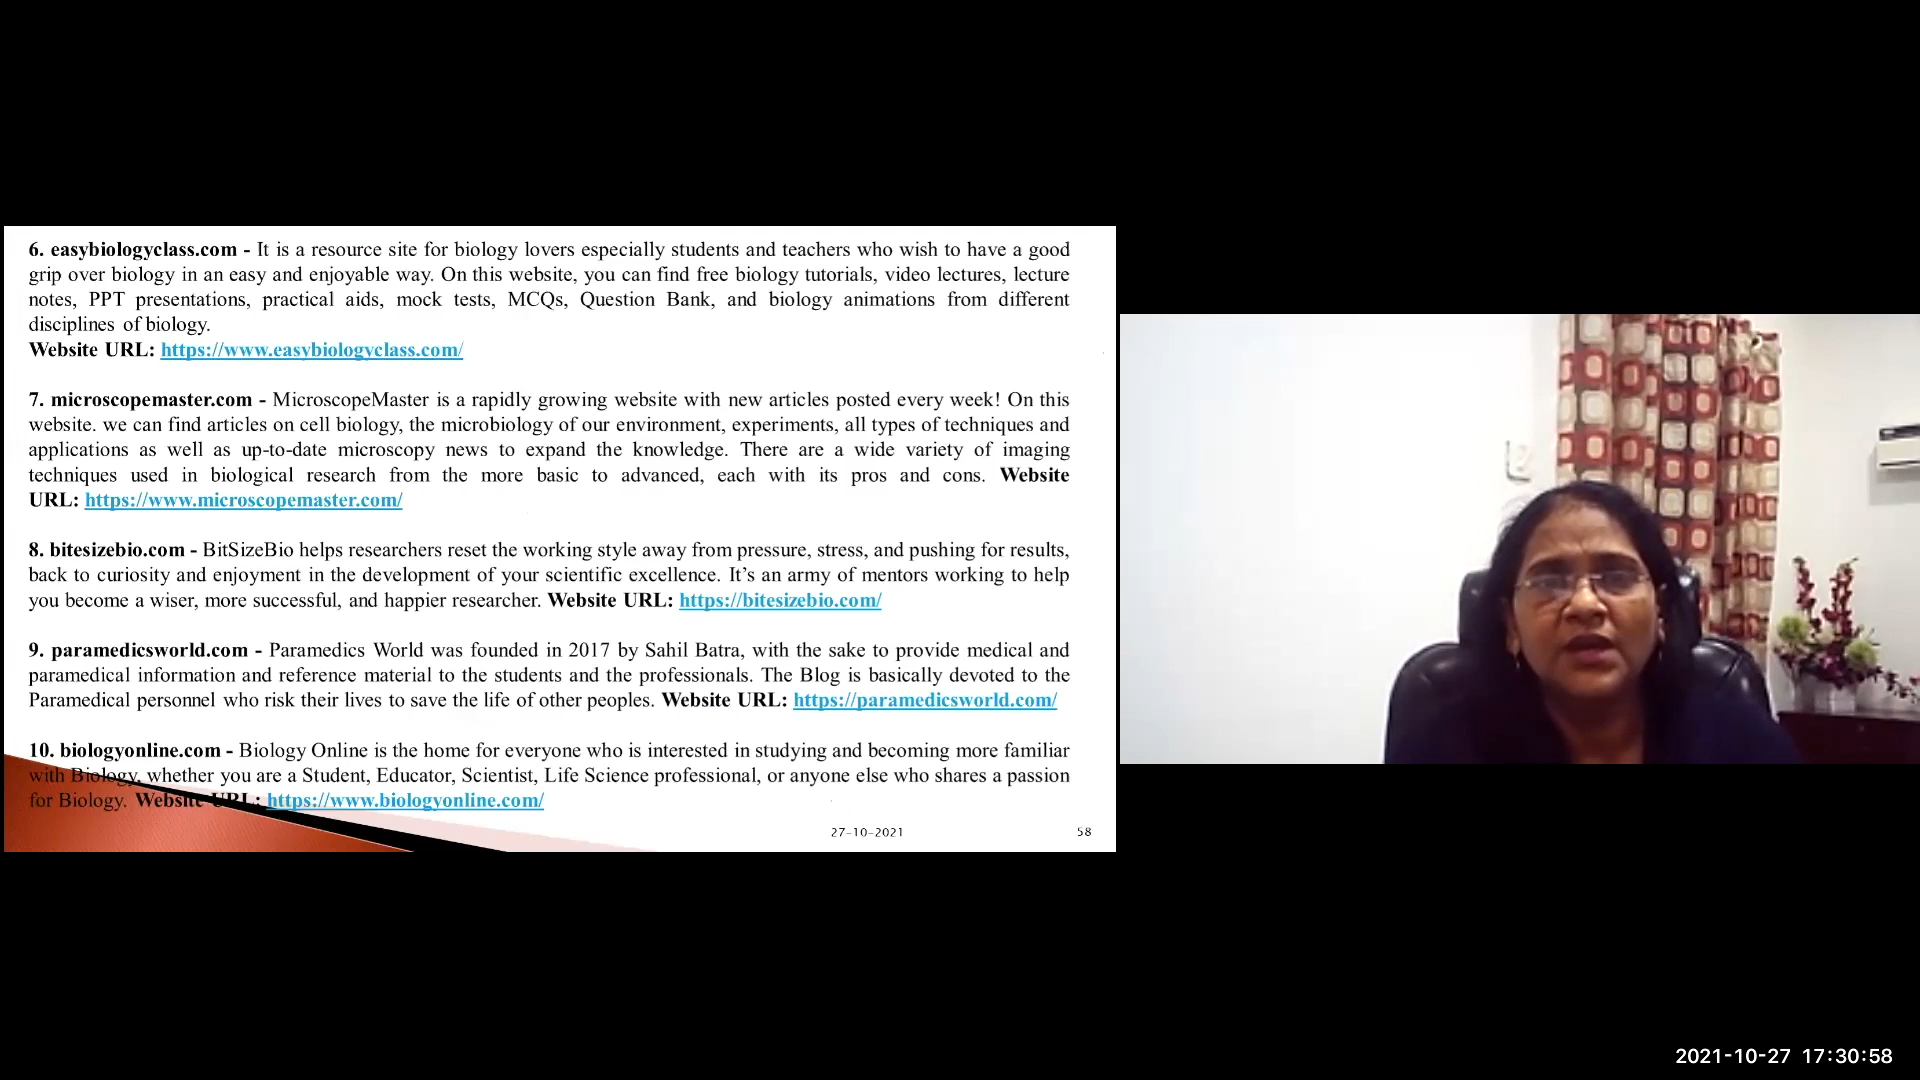 6. easybiologyclass.com - It is a resource site for biology lovers especially students and teachers who wish to have a good
grip over biology in an easy and enjoyable way. On this website, you can find free biology tutorials, video lectures, lecture
notes, PPT presentations, practical aids, mock tests, MCQs, Question Bank, and biology animations from different
disciplines of biology.
Website URL: https://www.easybiologyclass.com/
7. microscopemaster.com - MicroscopeMaster is a rapidly growing website with new articles posted every week! On this
website. we can find articles on cell biology, the microbiology of our environment, experiments, all types of techniques and
applications as well as up-to-date microscopy news to expand the knowledge. There are a wide variety of imaging
techniques used in biological research from the more basic to advanced, each with its pros and cons. Website
URL: https://www.microscopemaster.com/
8. bitesizebio.com - BitSizeBio helps researchers reset the working style away from pressure, stress, and pushing for results,
back to curiosity and enjoyment in the development of your scientific excellence. It’s an army of mentors working to help
you become a wiser, more successful, and happier researcher. Website URL: https://bitesizebio.com/
9. paramedicsworld.com - Paramedics World was founded in 2017 by Sahil Batra, with the sake to provide medical and
paramedical information and reference material to the students and the professionals. The Blog is basically devoted to the
Paramedical personnel who risk their lives to save the life of other peoples. Website URL: https://paramedicsworld.com/
10. biologyonline.com - Biology Online is the home for everyone who is interested in studying and becoming more familiar
with Biology, whether you are a Student, Educator, Scientist, Life Science professional, or anyone else who shares a passion
for Biology. Website URL: https://www.biologyonline.com/
27-10-2021
58
2021-10-27 17:30:58